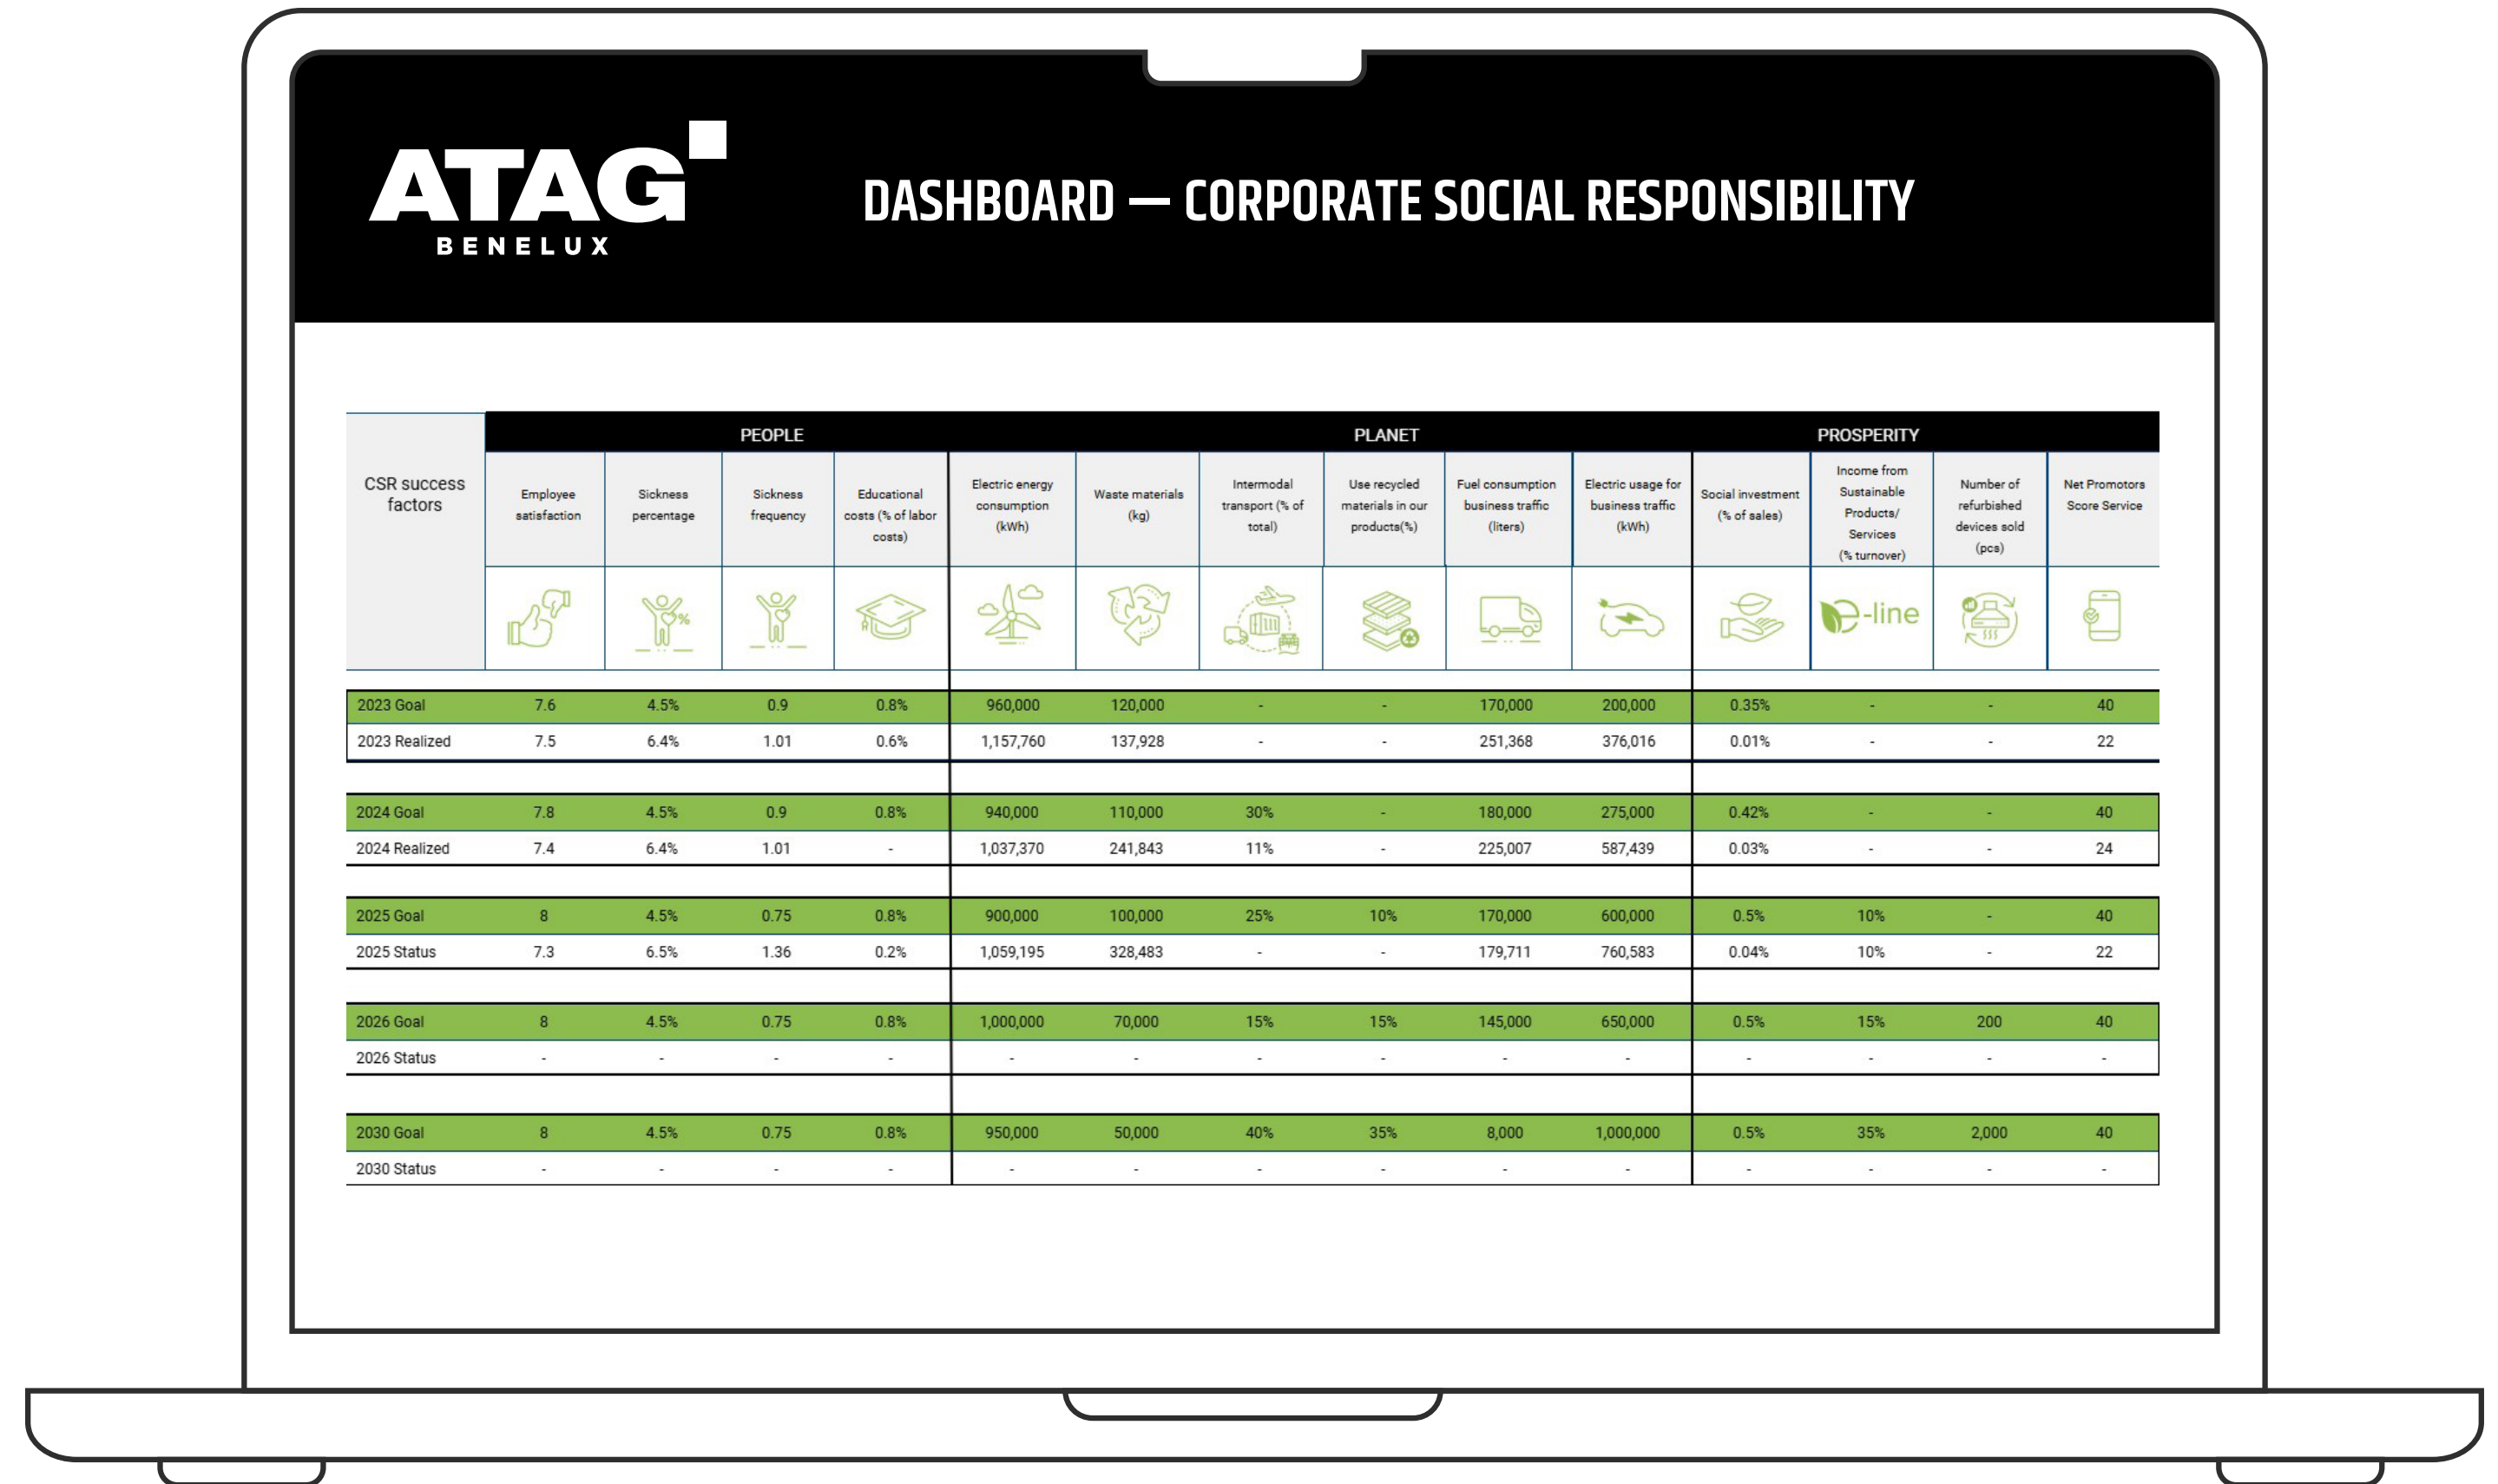 ATAG
BENELUX
DASHBOARD — CORPORATE SOCIAL RESPONSIBILITY
PEOPLE PLANET PROSPERITY
CSR success
factors
Employee
satisfaction
Sickness
percentage
Sickness
frequency
Educational
costs (% of labor
costs)
Electric energy
consumption
(kWh)
Waste materials
(kg)
Intermodal
transport (% of
total)
Use recycled
materials in our
products(%)
Fuel consumption
business traffic
(liters)
Electric usage for
business traffic
(kWh)
Social investment
(% of sales)
Income from
Sustainable
Products/
Services
(% turnover)
Number of
refurbished
devices sold
(pcs)
Net Promotors
Score Service
%
e-line
2023 Goal 7.6 4.5% 0.9 0.8% 960,000 120,000 - - 170,000 200,000 0.35% - - 40
2023 Realized 7.5 6.4% 1.01 0.6% 1,157,760 137,928 - - 251,368 376,016 0.01% - - 22
2024 Goal 7.8 4.5% 0.9 0.8% 940,000 110,000 30% - 180,000 275,000 0.42% - - 40
2024 Realized 7.4 6.4% 1.01 - 1,037,370 241,843 11% - 225,007 587,439 0.03% - - 24
2025 Goal 8 4.5% 0.75 0.8% 900,000 100,000 25% 10% 170,000 600,000 0.5% 10% - 40
2025 Status 7.3 6.5% 1.36 0.2% 1,059,195 328,483 - - 179,711 760,583 0.04% 10% - 22
2026 Goal 8 4.5% 0.75 0.8% 1,000,000 70,000 15% 15% 145,000 650,000 0.5% 15% 200 40
2026 Status - - - - - - - - - - - - - -
2030 Goal 8 4.5% 0.75 0.8% 950,000 50,000 40% 35% 8,000 1,000,000 0.5% 35% 2,000 40
2030 Status - - - - - - - - - - - - - -